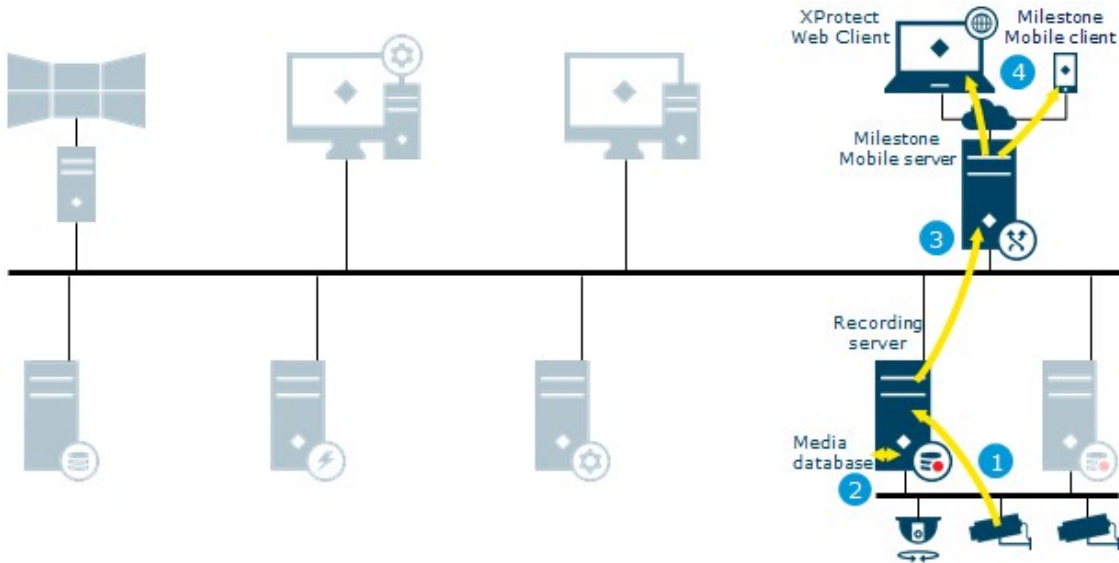 XProtect
Web Client
Milestone
Mobile client
4
Milestone
Mobile server
3
Recording
server
Media
database
1
2